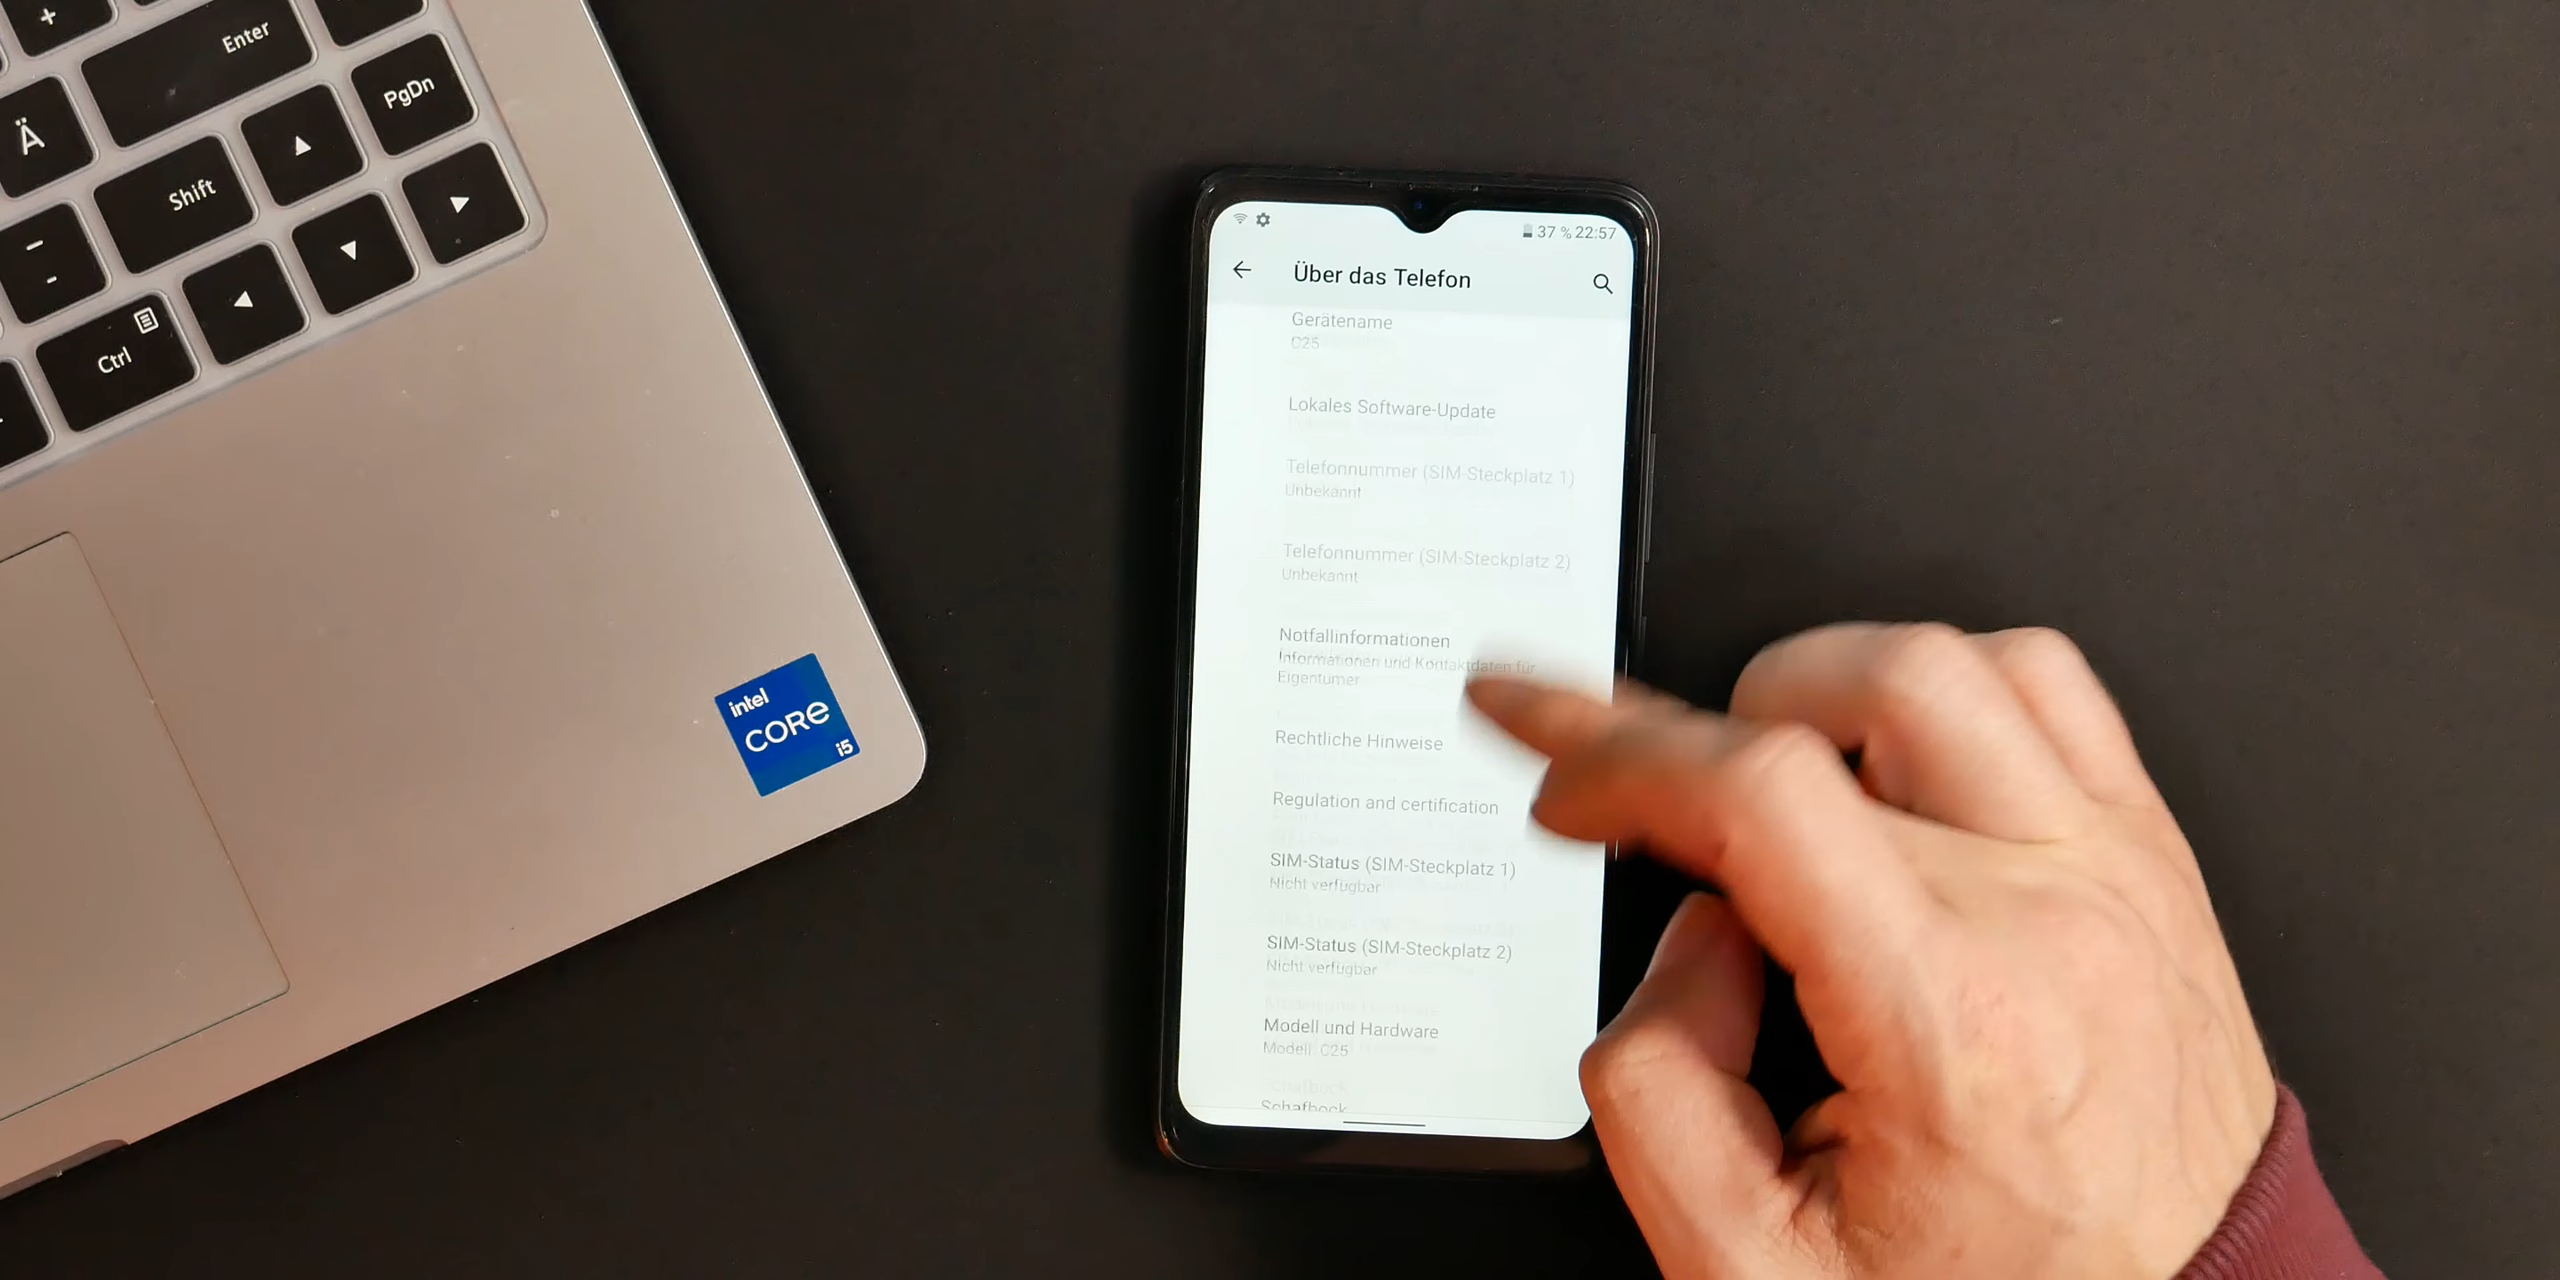 +
Enter
Ä
PgDn
Shift
-
Ctrl
intel
CORE
i5
37 % 22:57
Über das Telefon
Gerätename
C25
Lokales Software-Update
Telefonnummer (SIM-Steckplatz 1)
Unbekannt
Telefonnummer (SIM-Steckplatz 2)
Unbekannt
Notfallinformationen
Informationen und Kontaktdaten für
Eigentümer
Rechtliche Hinweise
Regulation and certification
SIM-Status (SIM-Steckplatz 1)
Nicht verfügbar
SIM-Status (SIM-Steckplatz 2)
Nicht verfügbar
Modell und Hardware
Modell: C25
Schafbock